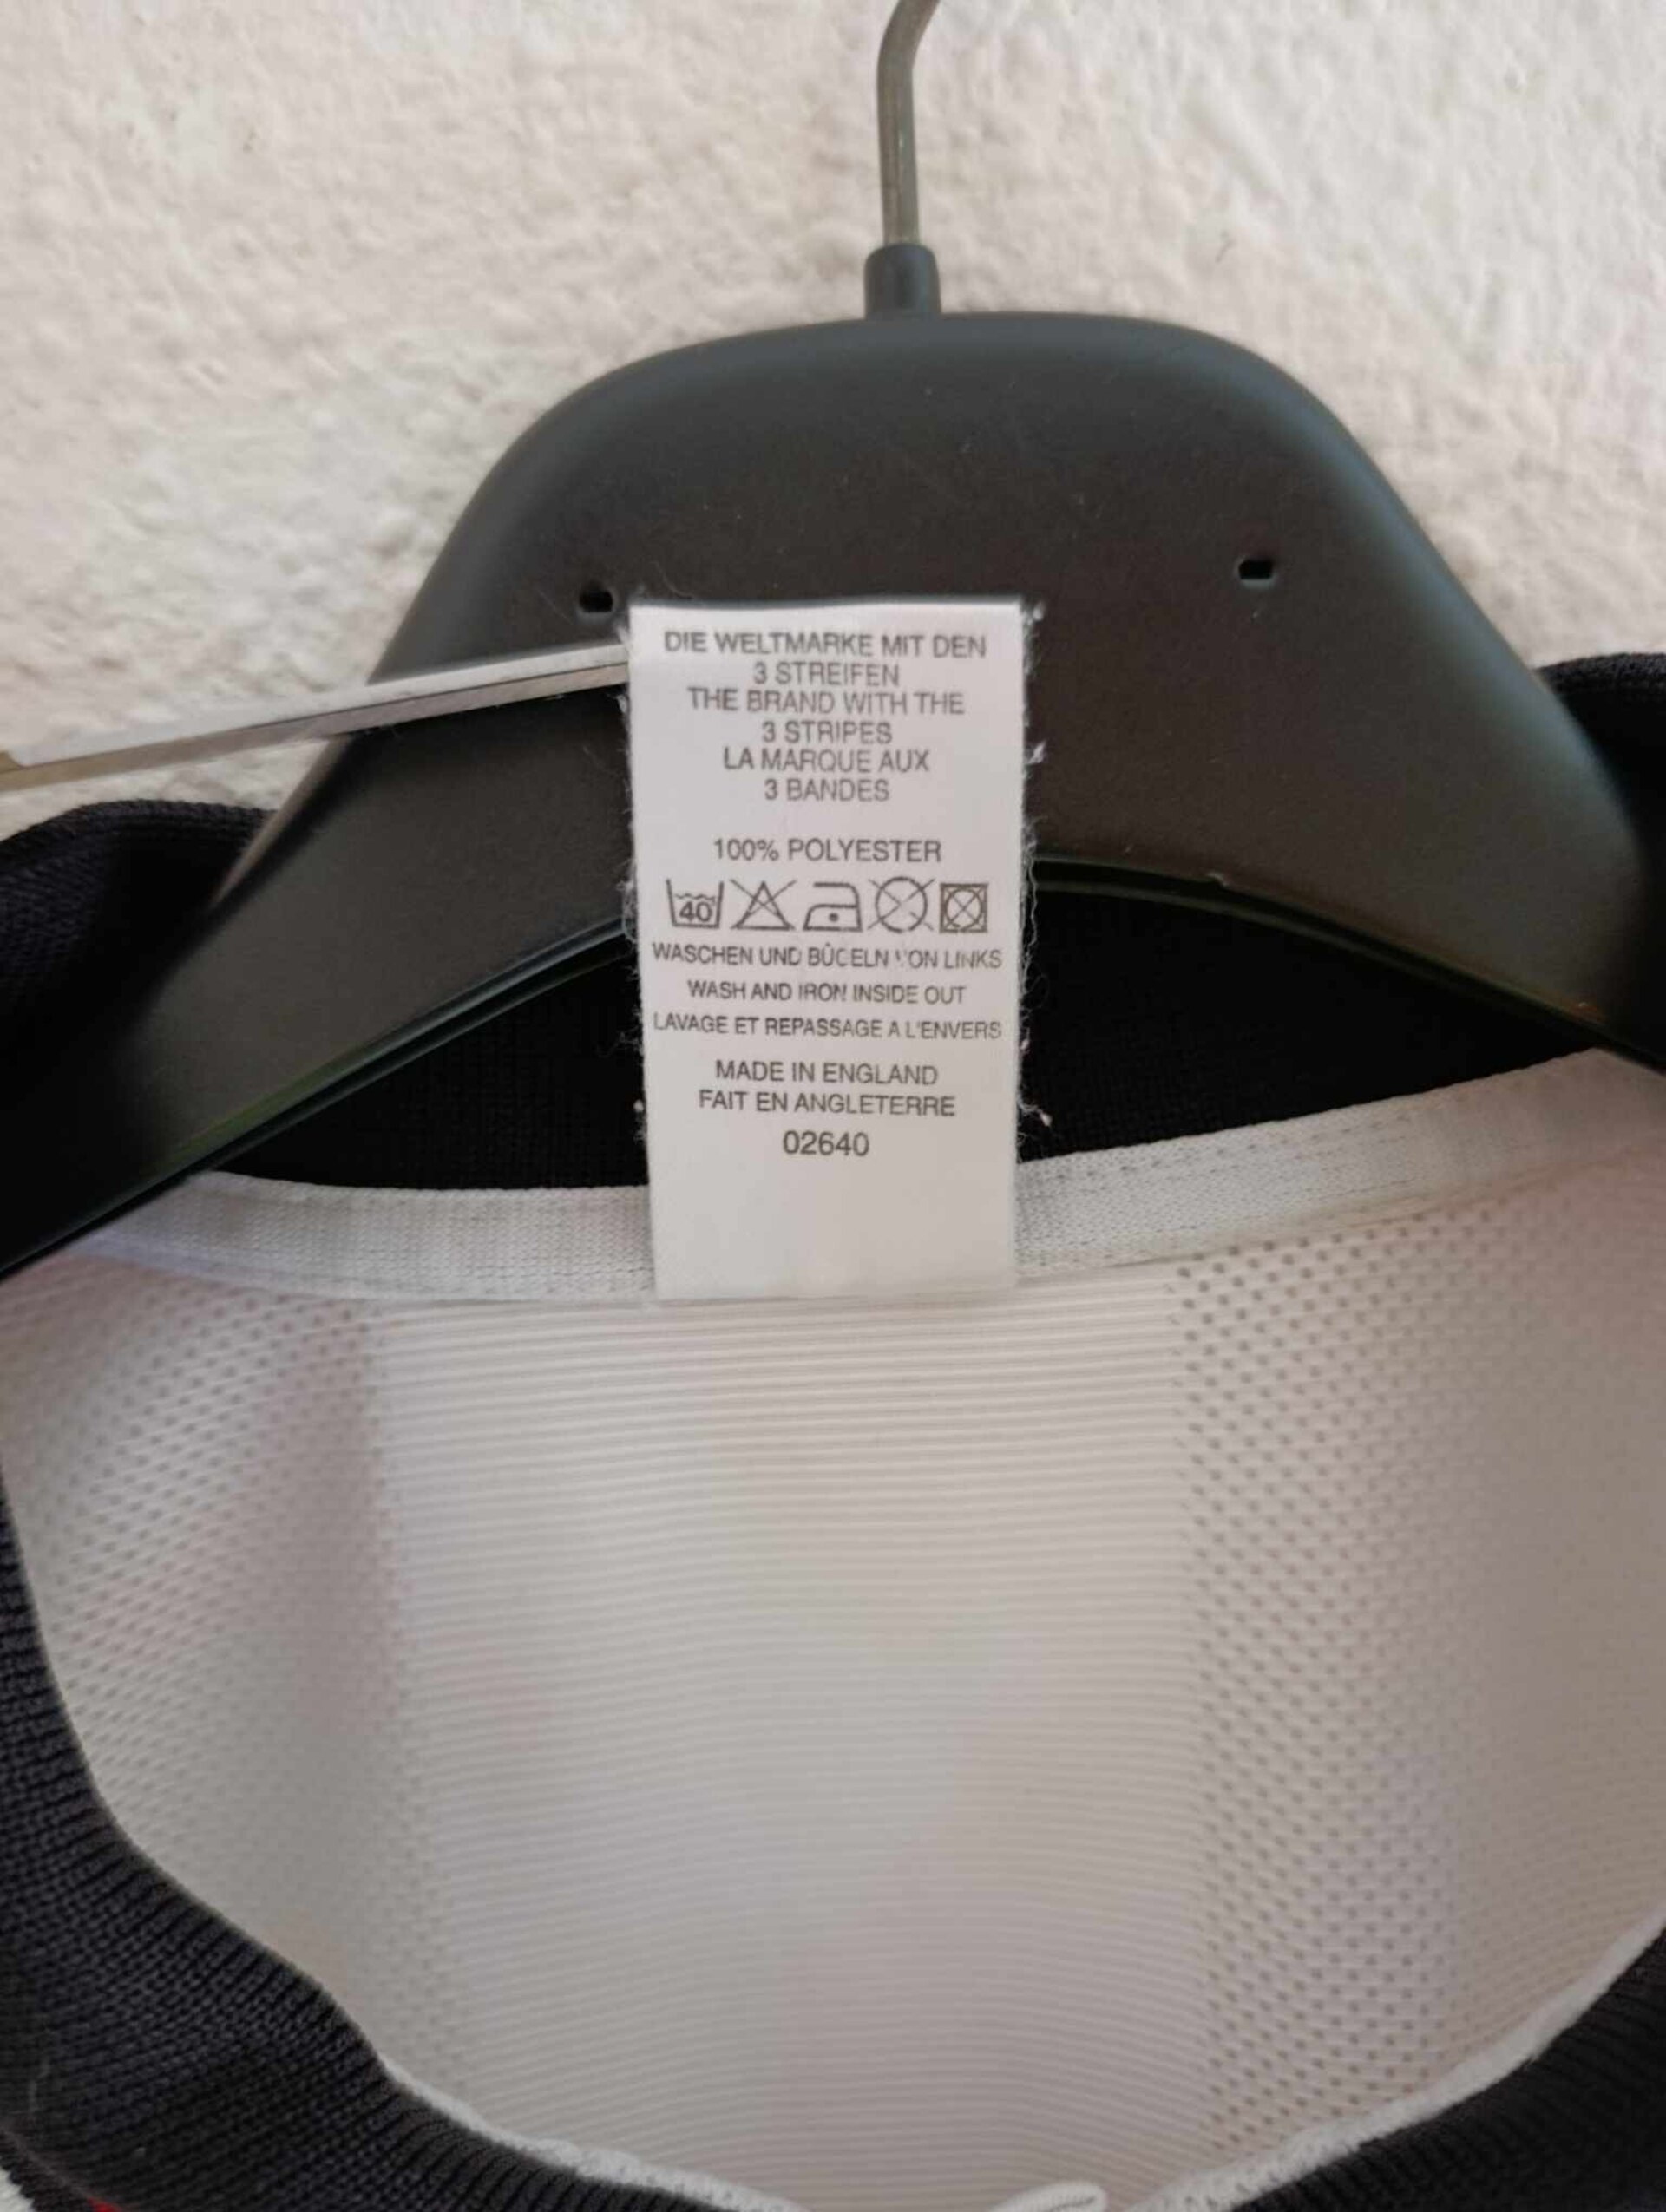 DIE WELTMARKE MIT DEN
3 STREIFEN
THE BRAND WITH THE
3 STRIPES
LA MARQUE AUX
3 BANDES
100% POLYESTER
40
WASCHEN UND BÜGELN VON LINKS
WASH AND IRON INSIDE OUT
LAVAGE ET REPASSAGE A L'ENVERS
MADE IN ENGLAND
FAIT EN ANGLETERRE
02640